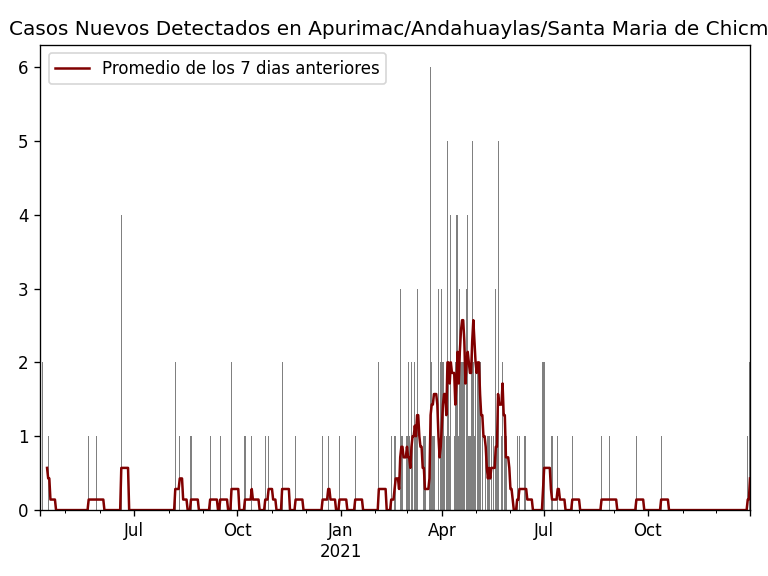 Casos Nuevos Detectados en Apurimac/Andahuaylas/Santa Maria de Chicm
Promedio de los 7 dias anteriores
6
5
4
3
2
1
0
Jul Oct Jan Apr Jul Oct
2021